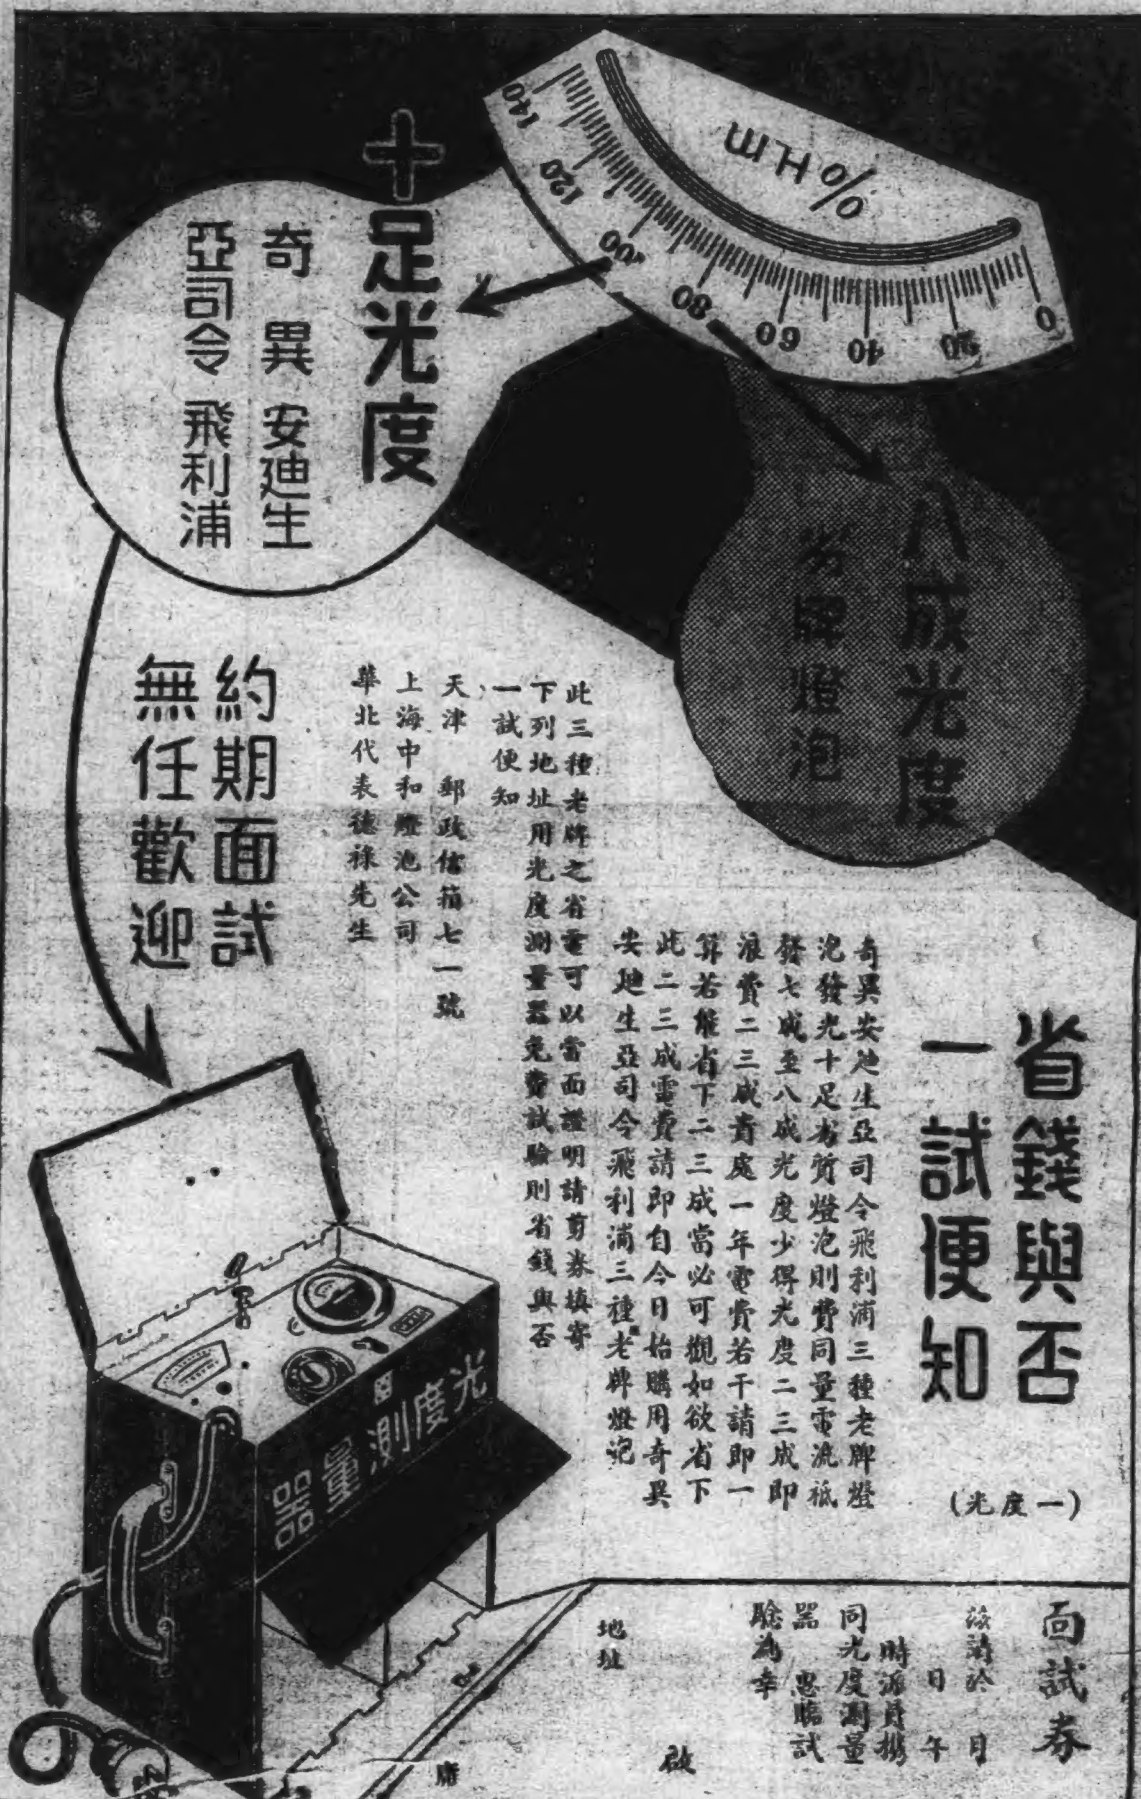 % H.m
0 20 40 60 80 100 120 140
十足光度
奇異 安迪生
亞司令 飛利浦
八成光度
劣牌燈泡
約期面試
無任歡迎
此三種老牌之省電可以當面證明請剪券填寄
下列地址用光度測量器免費試驗則省錢與否
一試便知
天津 郵政信箱七一號
上海中和燈泡公司
華北代表德祿先生
省錢與否
一試便知
奇異安迪生亞司令飛利浦三種老牌燈
泡發光十足劣質燈泡則費同量電流祗
發七成至八成光度少得光度二三成即
浪費二三成貴處一年電費若干請即一
算若能省下二三成當必可觀如欲省下
此二三成電費請即自今日始購用奇異
安迪生亞司令飛利浦三種老牌燈泡
(光度一)
光度測量器
面試券
茲請於 月
日 午
時派員攜
同光度測量
器 惠臨試
驗為幸
啟
地址